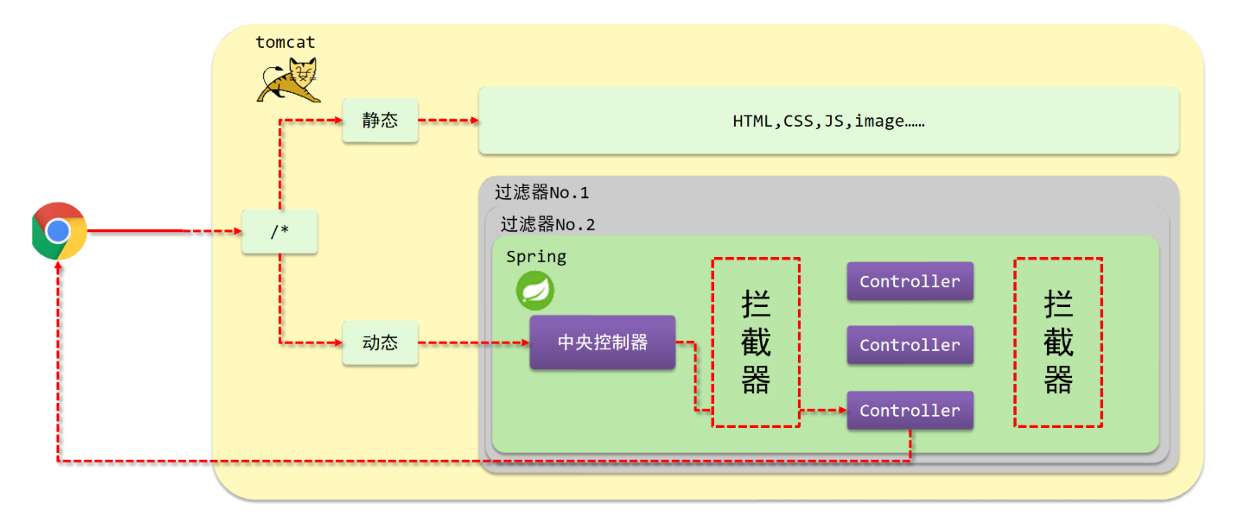 tomcat
静态
HTML,CSS,JS,image……
过滤器No.1
过滤器No.2
/*
Spring
动态
中央控制器
拦
截
器
Controller
Controller
Controller
拦
截
器